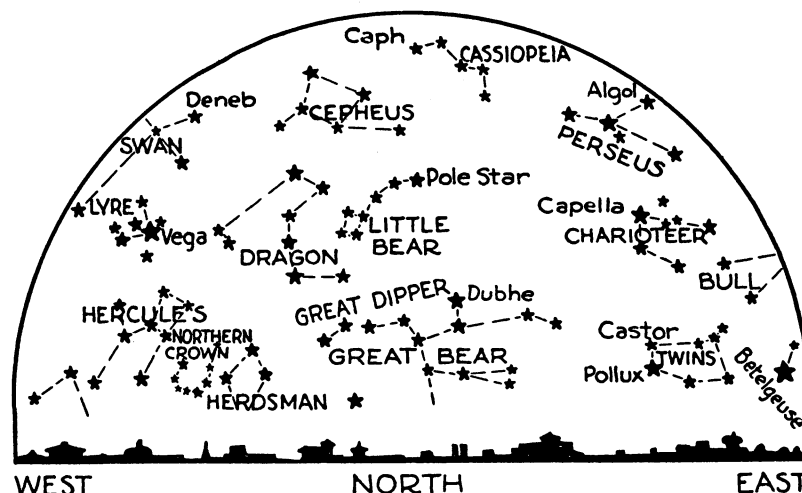 Caph
CASSIOPEIA
Deneb
CEPHEUS
Algol
SWAN
PERSEUS
Pole Star
LYRE
Vega
LITTLE
BEAR
DRAGON
Capella
CHARIOTEER
BULL
HERCULES
GREAT DIPPER
Dubhe
NORTHERN
CROWN
GREAT BEAR
Castor
TWINS
Pollux
Betelgeuse
HERDSMAN
WEST
NORTH
EAST